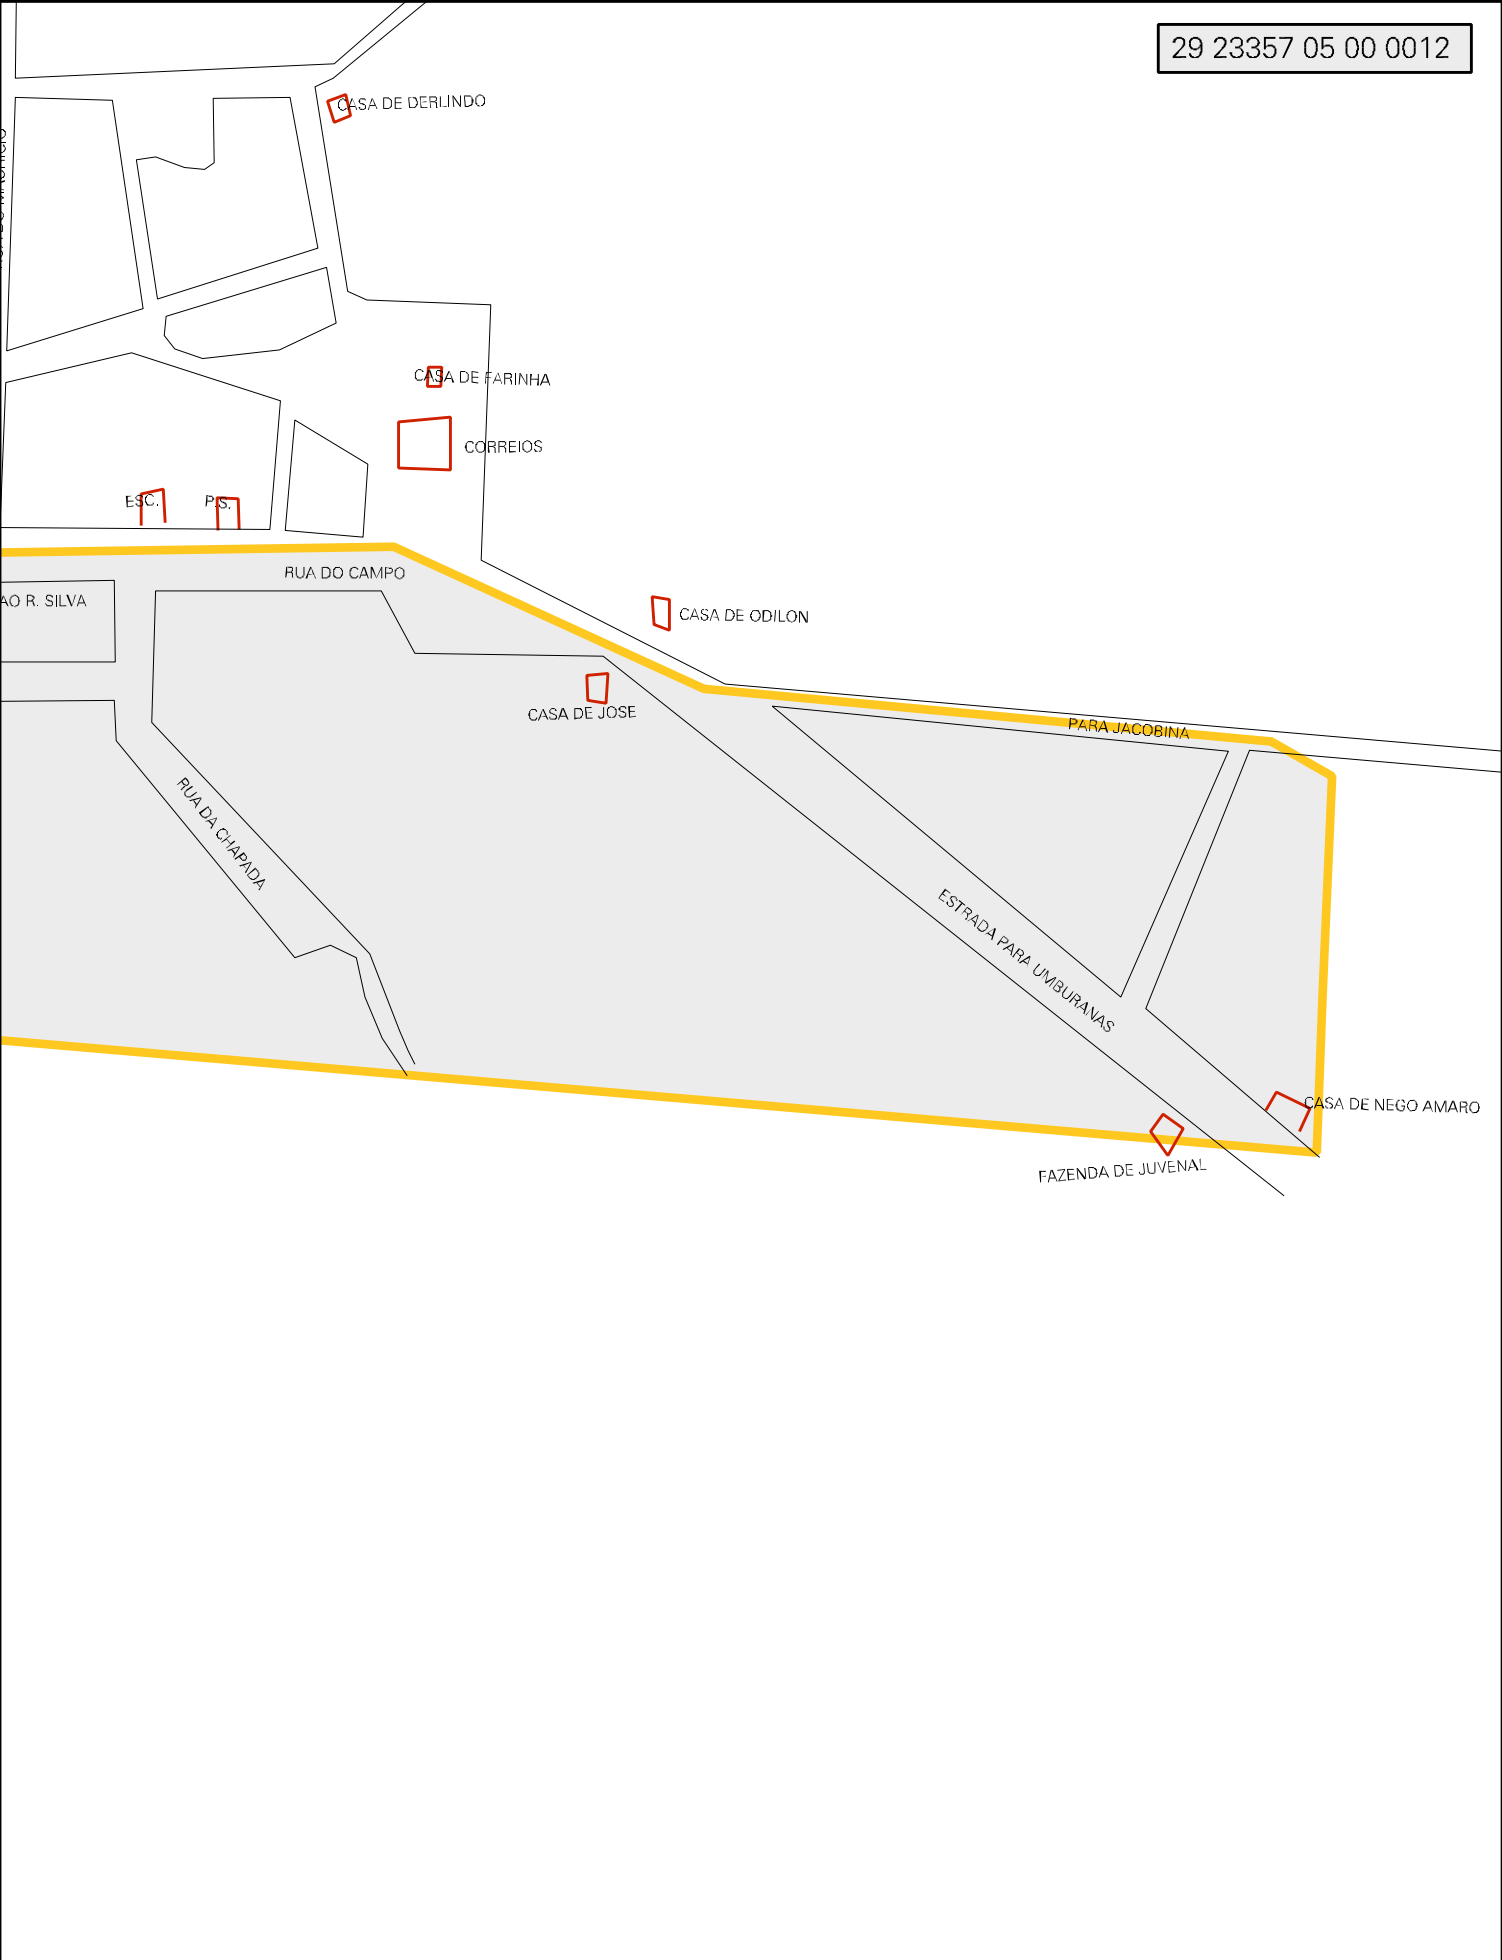 29 23357 05 00 0012
CASA DE DERLINDO
CASA DE FARINHA
CORREIOS
ESC.
P.S.
RUA DO CAMPO
AO R. SILVA
CASA DE ODILON
CASA DE JOSE
PARA JACOBINA
RUA DA CHAPADA
ESTRADA PARA UMBURANAS
CASA DE NEGO AMARO
FAZENDA DE JUVENAL